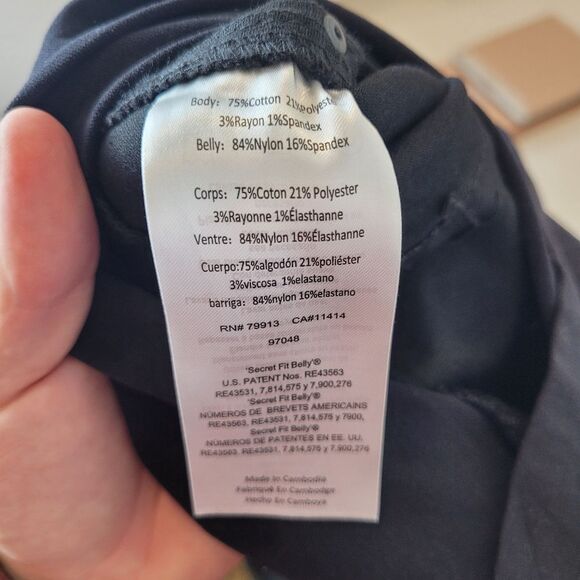 Body: 75%Cotton 21%Polyester
3%Rayon 1%Spandex
Belly: 84%Nylon 16%Spandex
Corps: 75%Coton 21% Polyester
3%Rayonne 1%Élasthanne
Ventre: 84%Nylon 16%Élasthanne
Cuerpo:75%algodón 21%poliéster
3%viscosa 1%elastano
barriga: 84%nylon 16%elastano
RN# 79913 CA#11414
97048
'Secret Fit Belly'®
U.S. PATENT Nos. RE43563
RE43531, 7,814,575 y 7,900,276
'Secret Fit Belly'®
NÚMEROS DE BREVETS AMERICAINS
RE43563, RE43531, 7,814,575 y 7900,
Secret Fit Belly'®
NÚMEROS DE PATENTES EN EE. UU.
RE43563, RE43531, 7,814,575 y 7,900,276
Made In Cambodia
Fabriqué En Cambodge
Hecho En Camboya